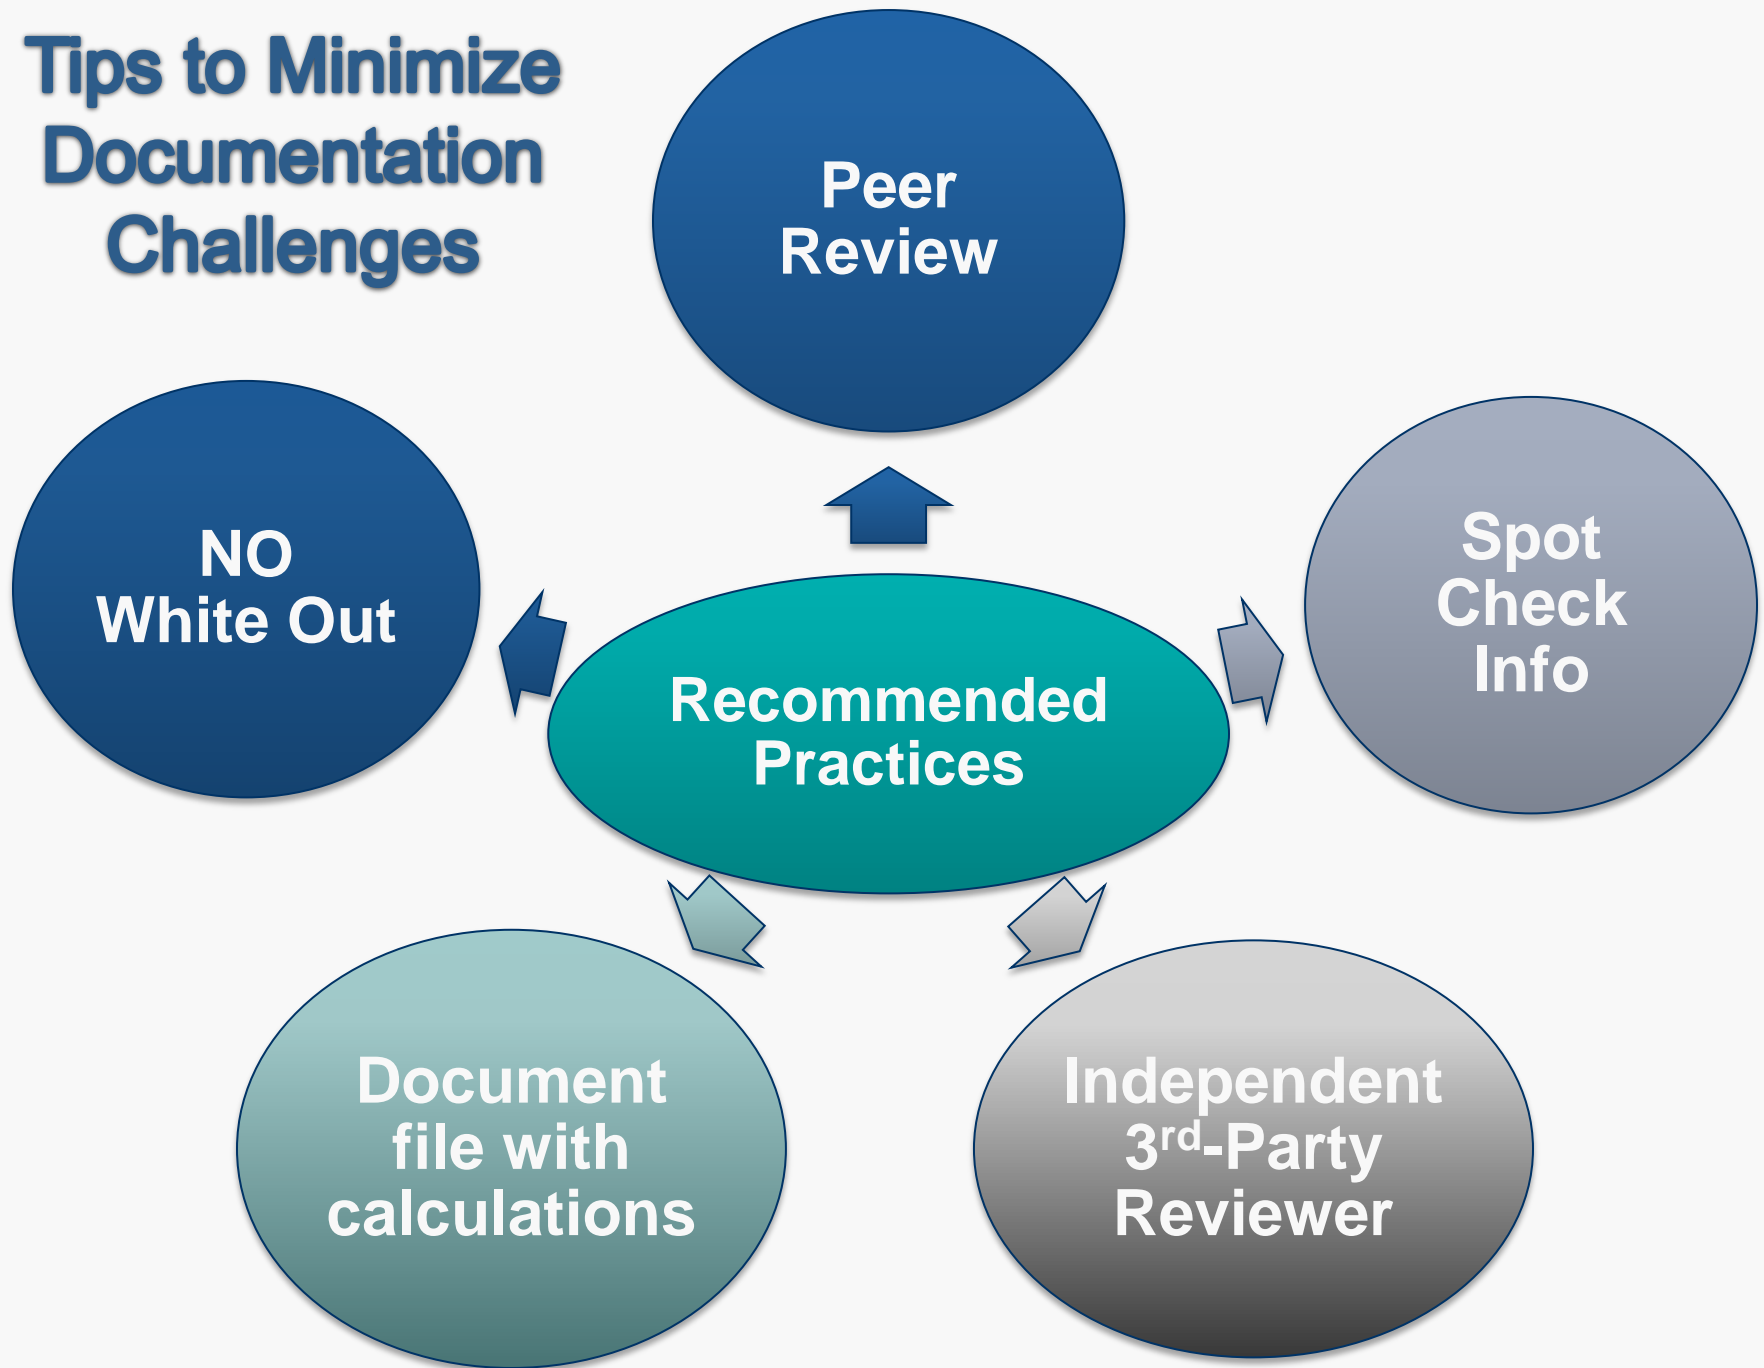 Tips to Minimize
Documentation
Challenges
Peer
Review
NO
White Out
Spot
Check
Info
Recommended
Practices
Document
file with
calculations
Independent
3rd-Party
Reviewer